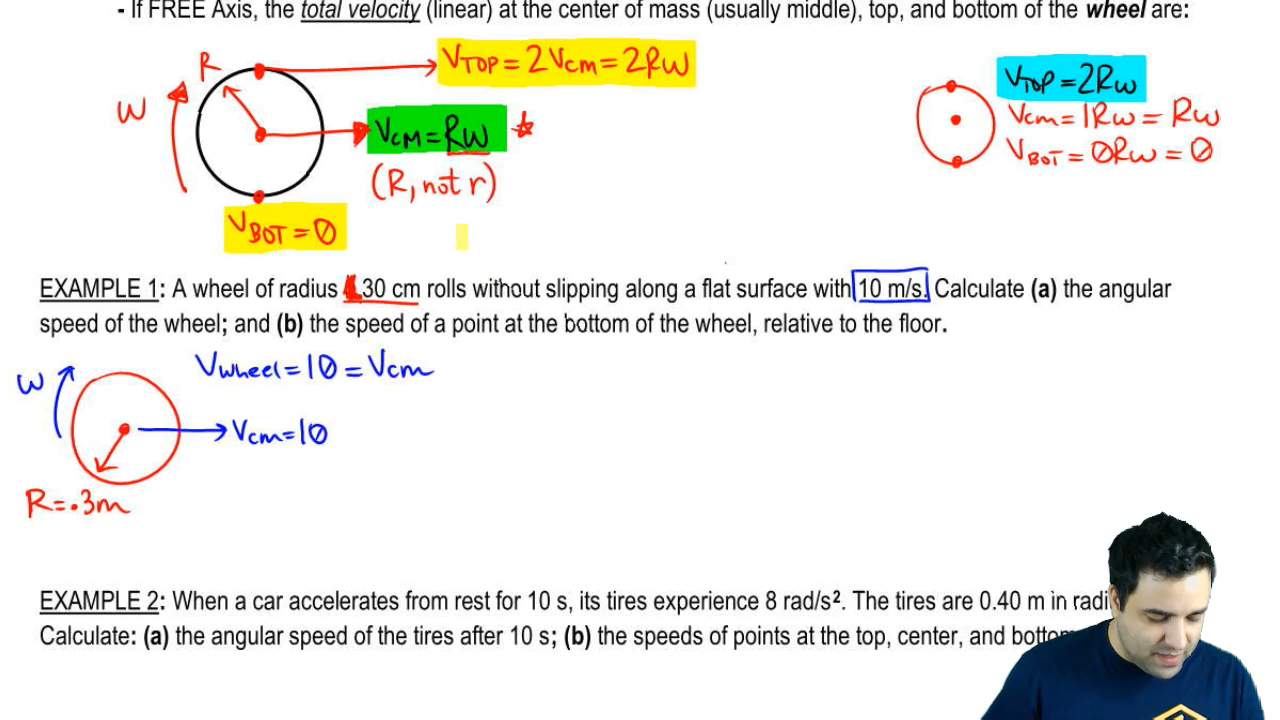 - If FREE Axis, the total velocity (linear) at the center of mass (usually middle), top, and bottom of the wheel are:
R
VTOP = 2VCM = 2RW
W
VCM = RW
(R, not r)
VBOT = 0
VTOP = 2RW
VCM = 1RW = RW
VBOT = 0RW = 0
EXAMPLE 1: A wheel of radius 30 cm rolls without slipping along a flat surface with 10 m/s. Calculate (a) the angular
speed of the wheel; and (b) the speed of a point at the bottom of the wheel, relative to the floor.
Vwheel = 10 = Vcm
W
Vcm = 10
R = .3m
EXAMPLE 2: When a car accelerates from rest for 10 s, its tires experience 8 rad/s². The tires are 0.40 m in radi
Calculate: (a) the angular speed of the tires after 10 s; (b) the speeds of points at the top, center, and bottom